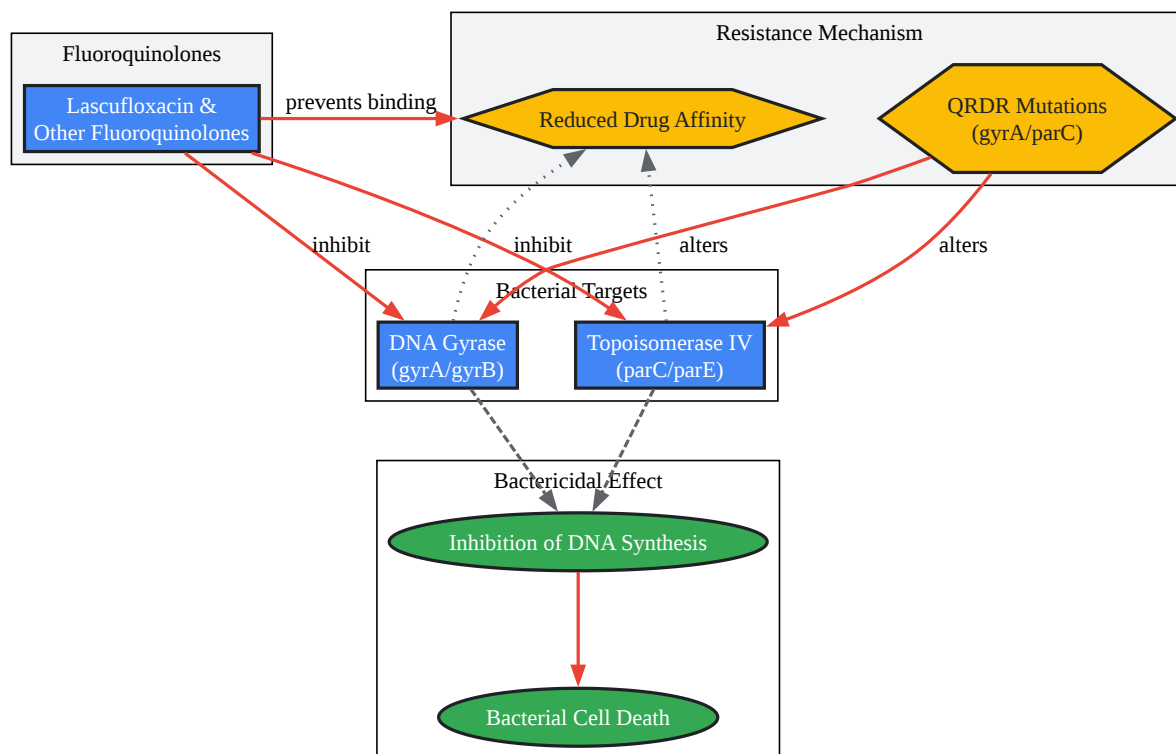 Resistance Mechanism
Fluoroquinolones
Lascufloxacin &
Other Fluoroquinolones
prevents binding
Reduced Drug Affinity
QRDR Mutations
(gyrA/parC)
inhibit
inhibit
alters
alters
Bacterial Targets
DNA Gyrase
(gyrA/gyrB)
Topoisomerase IV
(parC/parE)
Bactericidal Effect
Inhibition of DNA Synthesis
Bacterial Cell Death